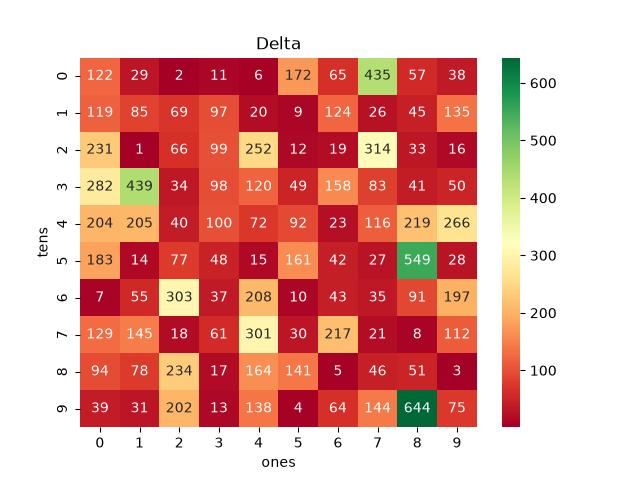 Delta
0 122 29 2 11 6 172 65 435 57 38
1 119 85 69 97 20 9 124 26 45 135
2 231 1 66 99 252 12 19 314 33 16
3 282 439 34 98 120 49 158 83 41 50
4 204 205 40 100 72 92 23 116 219 266
5 183 14 77 48 15 161 42 27 549 28
6 7 55 303 37 208 10 43 35 91 197
7 129 145 18 61 301 30 217 21 8 112
8 94 78 234 17 164 141 5 46 51 3
9 39 31 202 13 138 4 64 144 644 75
0 1 2 3 4 5 6 7 8 9
ones
tens
600
500
400
300
200
100